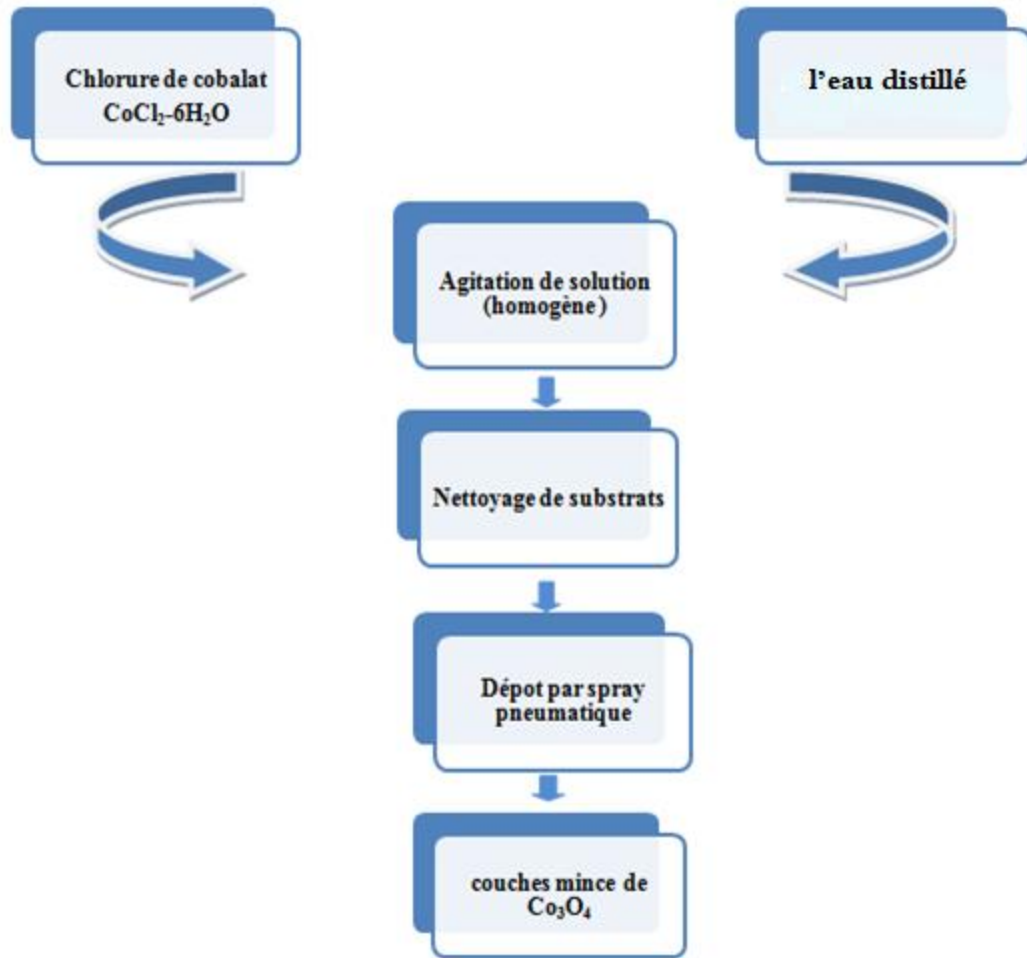 Chlorure de cobalat
CoCl₂-6H₂O
l'eau distillé
Agitation de solution
(homogène)
Nettoyage de substrats
Dépot par spray
pneumatique
couches mince de
Co₃O₄